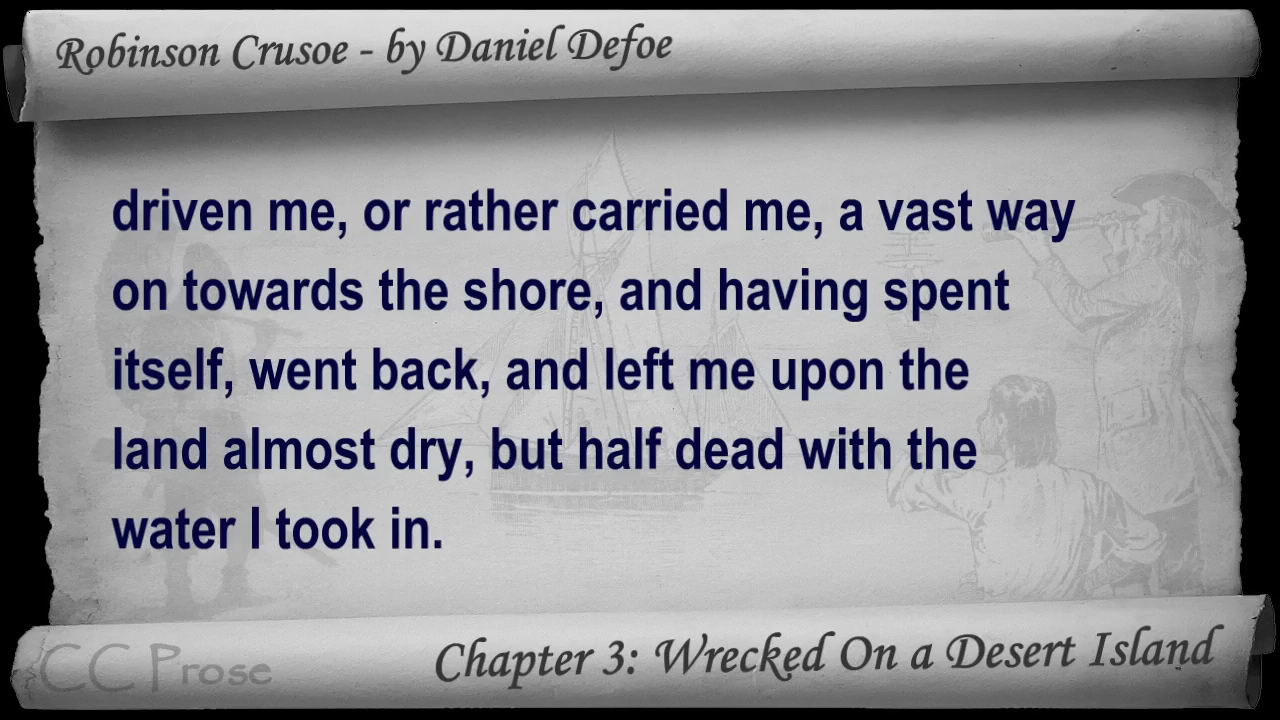 Robinson Crusoe - by Daniel Defoe
driven me, or rather carried me, a vast way
on towards the shore, and having spent
itself, went back, and left me upon the
land almost dry, but half dead with the
water I took in.
CC Prose
Chapter 3: Wrecked On a Desert Island